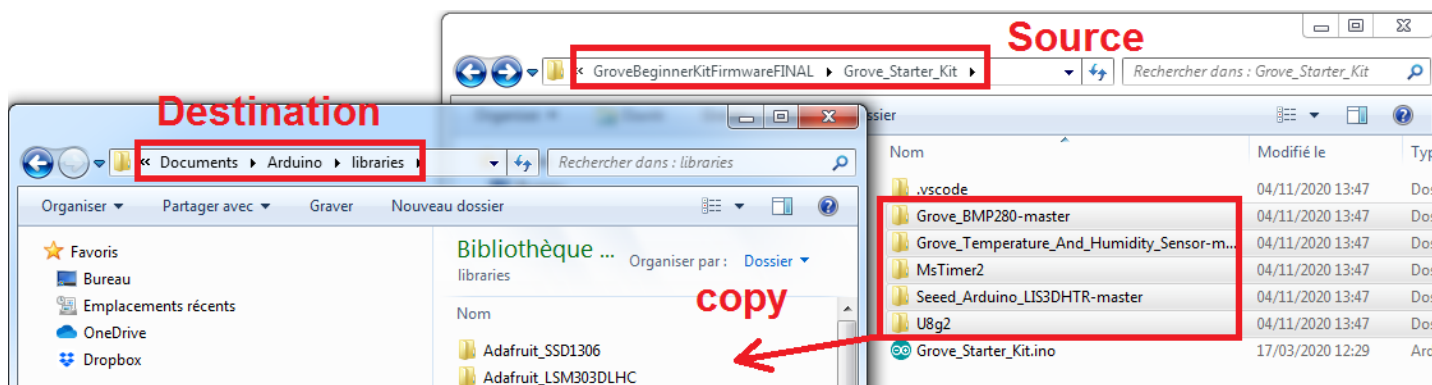 Source
« GroveBeginnerKitFirmwareFINAL Grove_Starter_Kit
Rechercher dans : Grove_Starter_Kit
Destination
« Documents Arduino libraries
Rechercher dans : libraries
Organiser Partager avec Graver Nouveau dossier
Favoris
Bureau
Emplacements récents
OneDrive
Dropbox
Bibliothèque ...
libraries
Organiser par : Dossier
Nom
copy
Adafruit_SSD1306
Adafruit_LSM303DLHC
ssier
Nom Modifié le Typ
.vscode 04/11/2020 13:47 Dos
Grove_BMP280-master 04/11/2020 13:47 Dos
Grove_Temperature_And_Humidity_Sensor-m... 04/11/2020 13:47 Dos
MsTimer2 04/11/2020 13:47 Dos
Seeed_Arduino_LIS3DHTR-master 04/11/2020 13:47 Dos
U8g2 04/11/2020 13:47 Dos
Grove_Starter_Kit.ino 17/03/2020 12:29 Arc